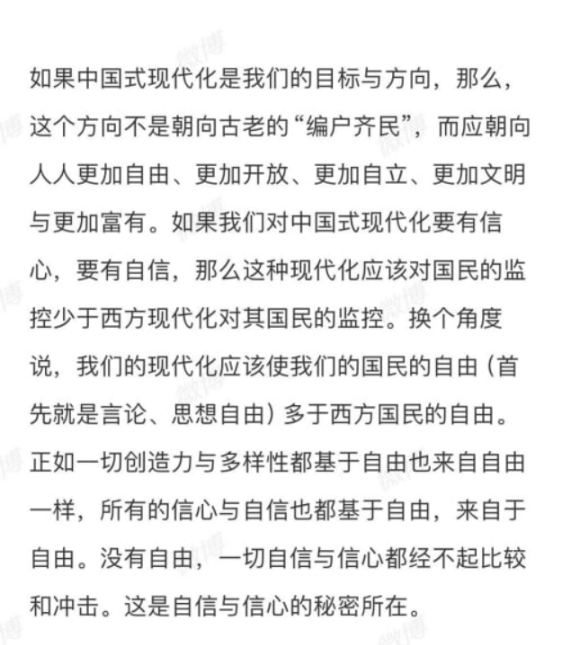 如果中国式现代化是我们的目标与方向，那么，
这个方向不是朝向古老的“编户齐民”，而应朝向
人人更加自由、更加开放、更加自立、更加文明
与更加富有。如果我们对中国式现代化要有信
心，要有自信，那么这种现代化应该对国民的监
控少于西方现代化对其国民的监控。换个角度
说，我们的现代化应该使我们的国民的自由（首
先就是言论、思想自由）多于西方国民的自由。
正如一切创造力与多样性都基于自由也来自自由
一样，所有的信心与自信也都基于自由，来自于
自由。没有自由，一切自信与信心都经不起比较
和冲击。这是自信与信心的秘密所在。